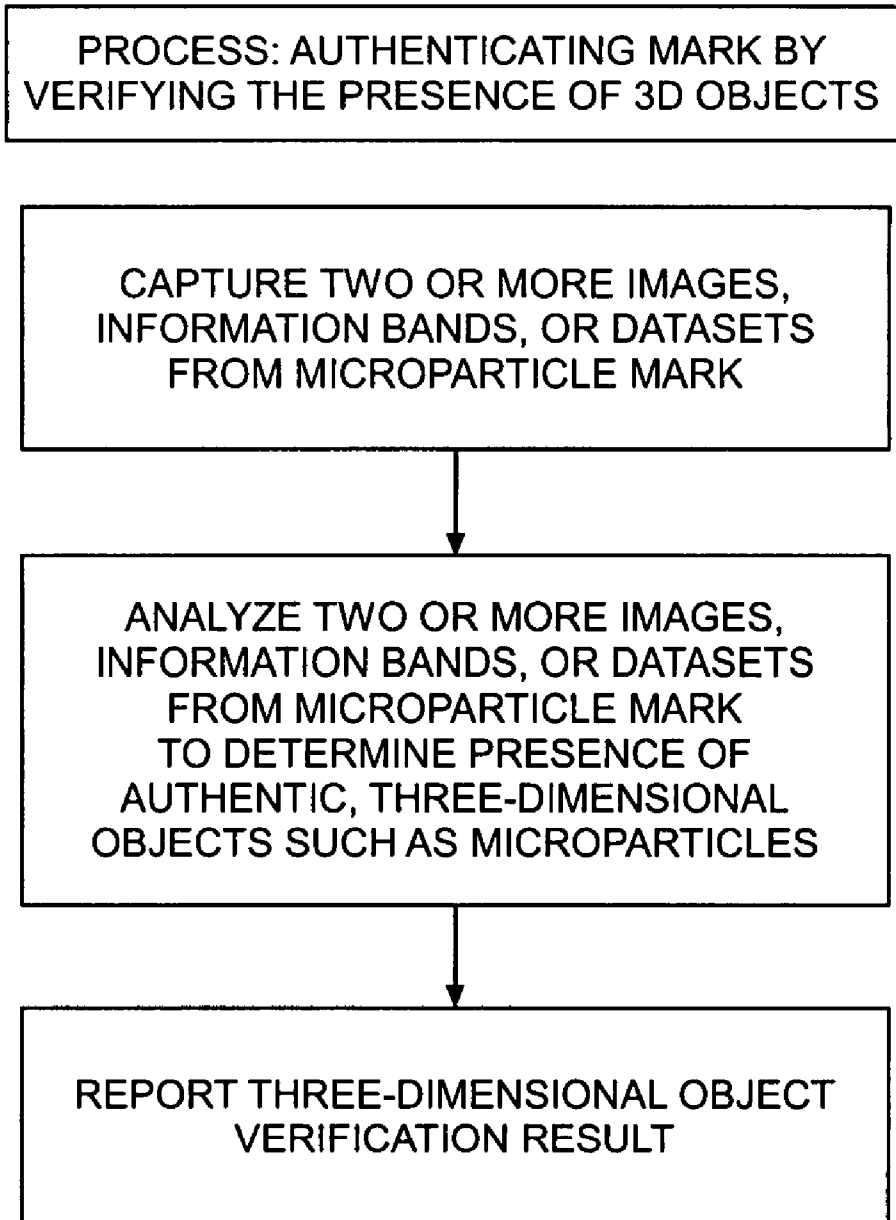 PROCESS: AUTHENTICATING MARK BY
VERIFYING THE PRESENCE OF 3D OBJECTS
CAPTURE TWO OR MORE IMAGES,
INFORMATION BANDS, OR DATASETS
FROM MICROPARTICLE MARK
ANALYZE TWO OR MORE IMAGES,
INFORMATION BANDS, OR DATASETS
FROM MICROPARTICLE MARK
TO DETERMINE PRESENCE OF
AUTHENTIC, THREE-DIMENSIONAL
OBJECTS SUCH AS MICROPARTICLES
REPORT THREE-DIMENSIONAL OBJECT
VERIFICATION RESULT